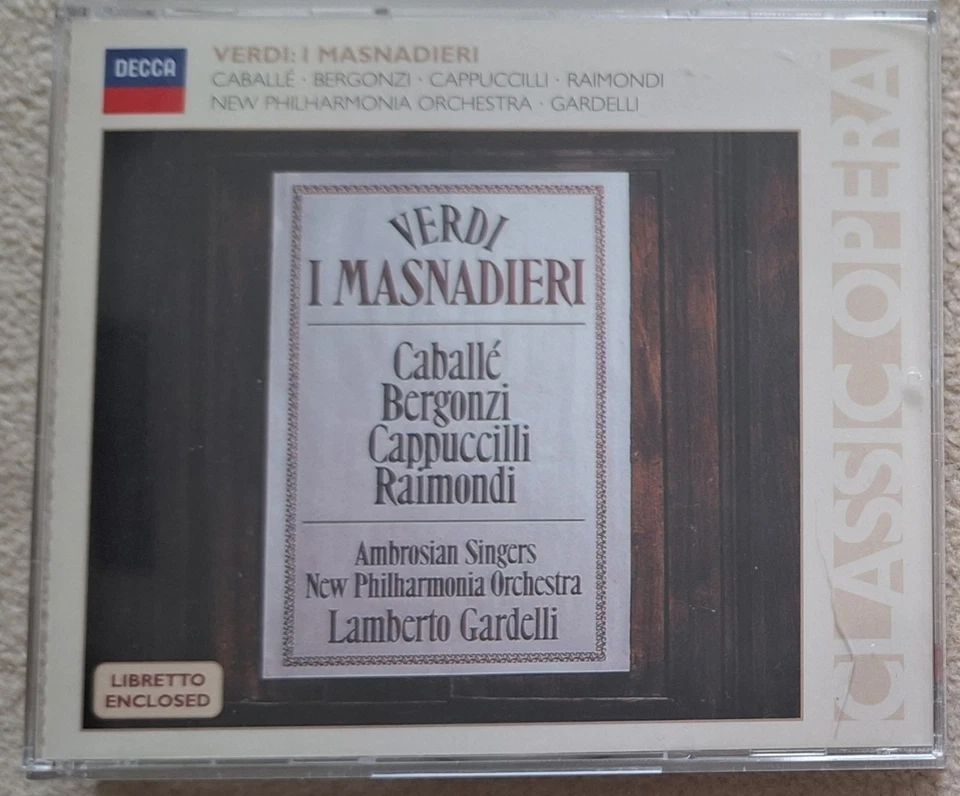 DECCA
VERDI: I MASNADIERI
CABALLÉ · BERGONZI · CAPPUCCILLI · RAIMONDI
NEW PHILHARMONIA ORCHESTRA · GARDELLI
VERDI
I MASNADIERI
Caballé
Bergonzi
Cappuccilli
Raimondi
Ambrosian Singers
New Philharmonia Orchestra
Lamberto Gardelli
LIBRETTO
ENCLOSED
CLASSIC OPERA